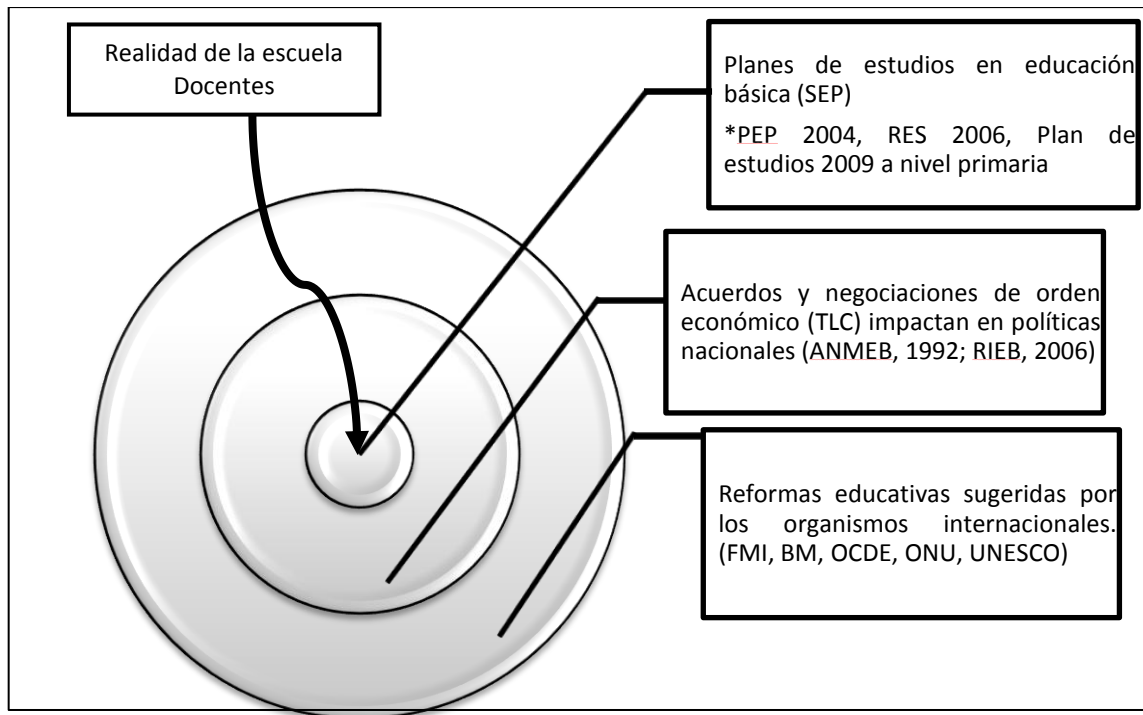 Realidad de la escuela
Docentes
Planes de estudios en educación
básica (SEP)
*PEP 2004, RES 2006, Plan de
estudios 2009 a nivel primaria
Acuerdos y negociaciones de orden
económico (TLC) impactan en políticas
nacionales (ANMEB, 1992; RIEB, 2006)
Reformas educativas sugeridas por
los organismos internacionales.
(FMI, BM, OCDE, ONU, UNESCO)